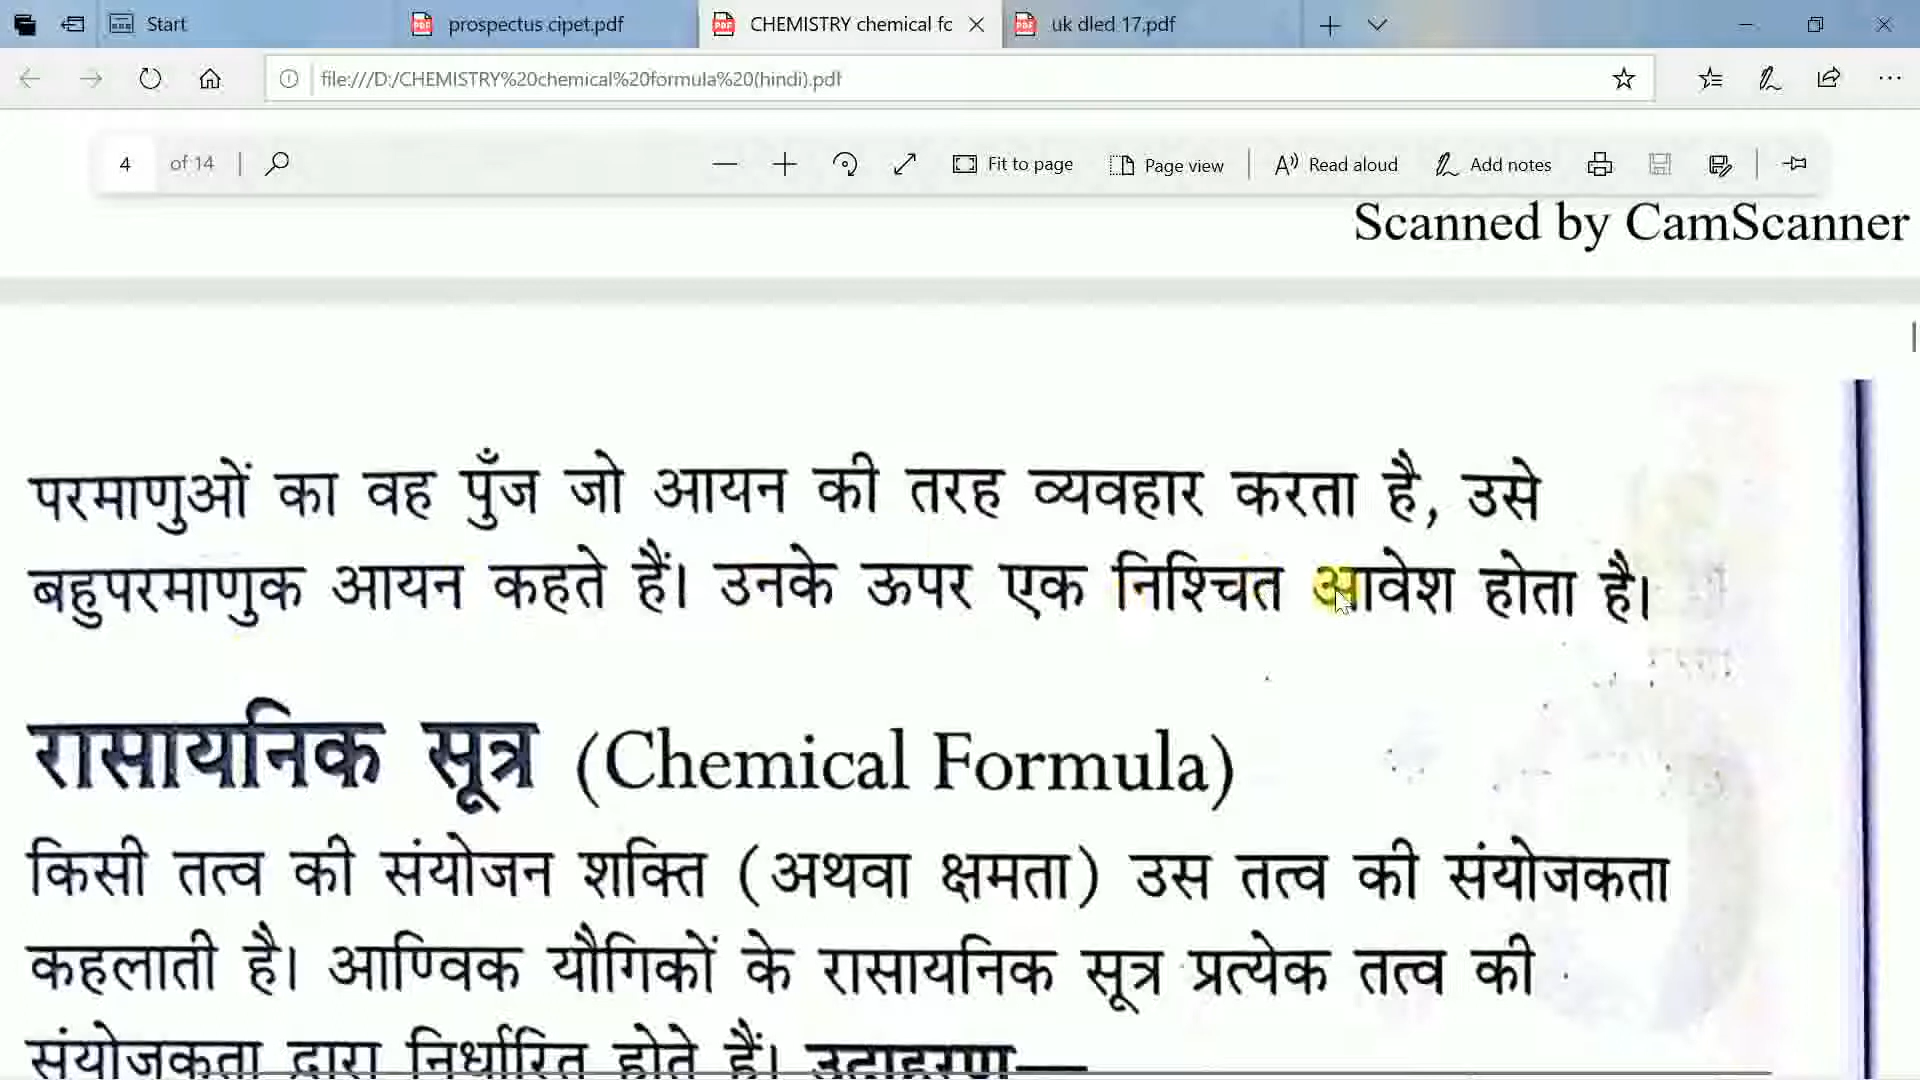 Start
prospectus cipet.pdf
CHEMISTRY chemical fc
uk dled 17.pdf
file:///D:/CHEMISTRY%20chemical%20formula%20(hindi).pdf
4 of 14
Fit to page
Page view
Read aloud
Add notes
Scanned by CamScanner
परमाणुओं का वह पुँज जो आयन की तरह व्यवहार करता है, उसे
बहुपरमाणुक आयन कहते हैं। उनके ऊपर एक निश्चित आवेश होता है।
रासायनिक सूत्र (Chemical Formula)
किसी तत्व की संयोजन शक्ति (अथवा क्षमता) उस तत्व की संयोजकता
कहलाती है। आण्विक यौगिकों के रासायनिक सूत्र प्रत्येक तत्व की
संयोजकता द्वारा निर्धारित होते हैं। उदाहरण—